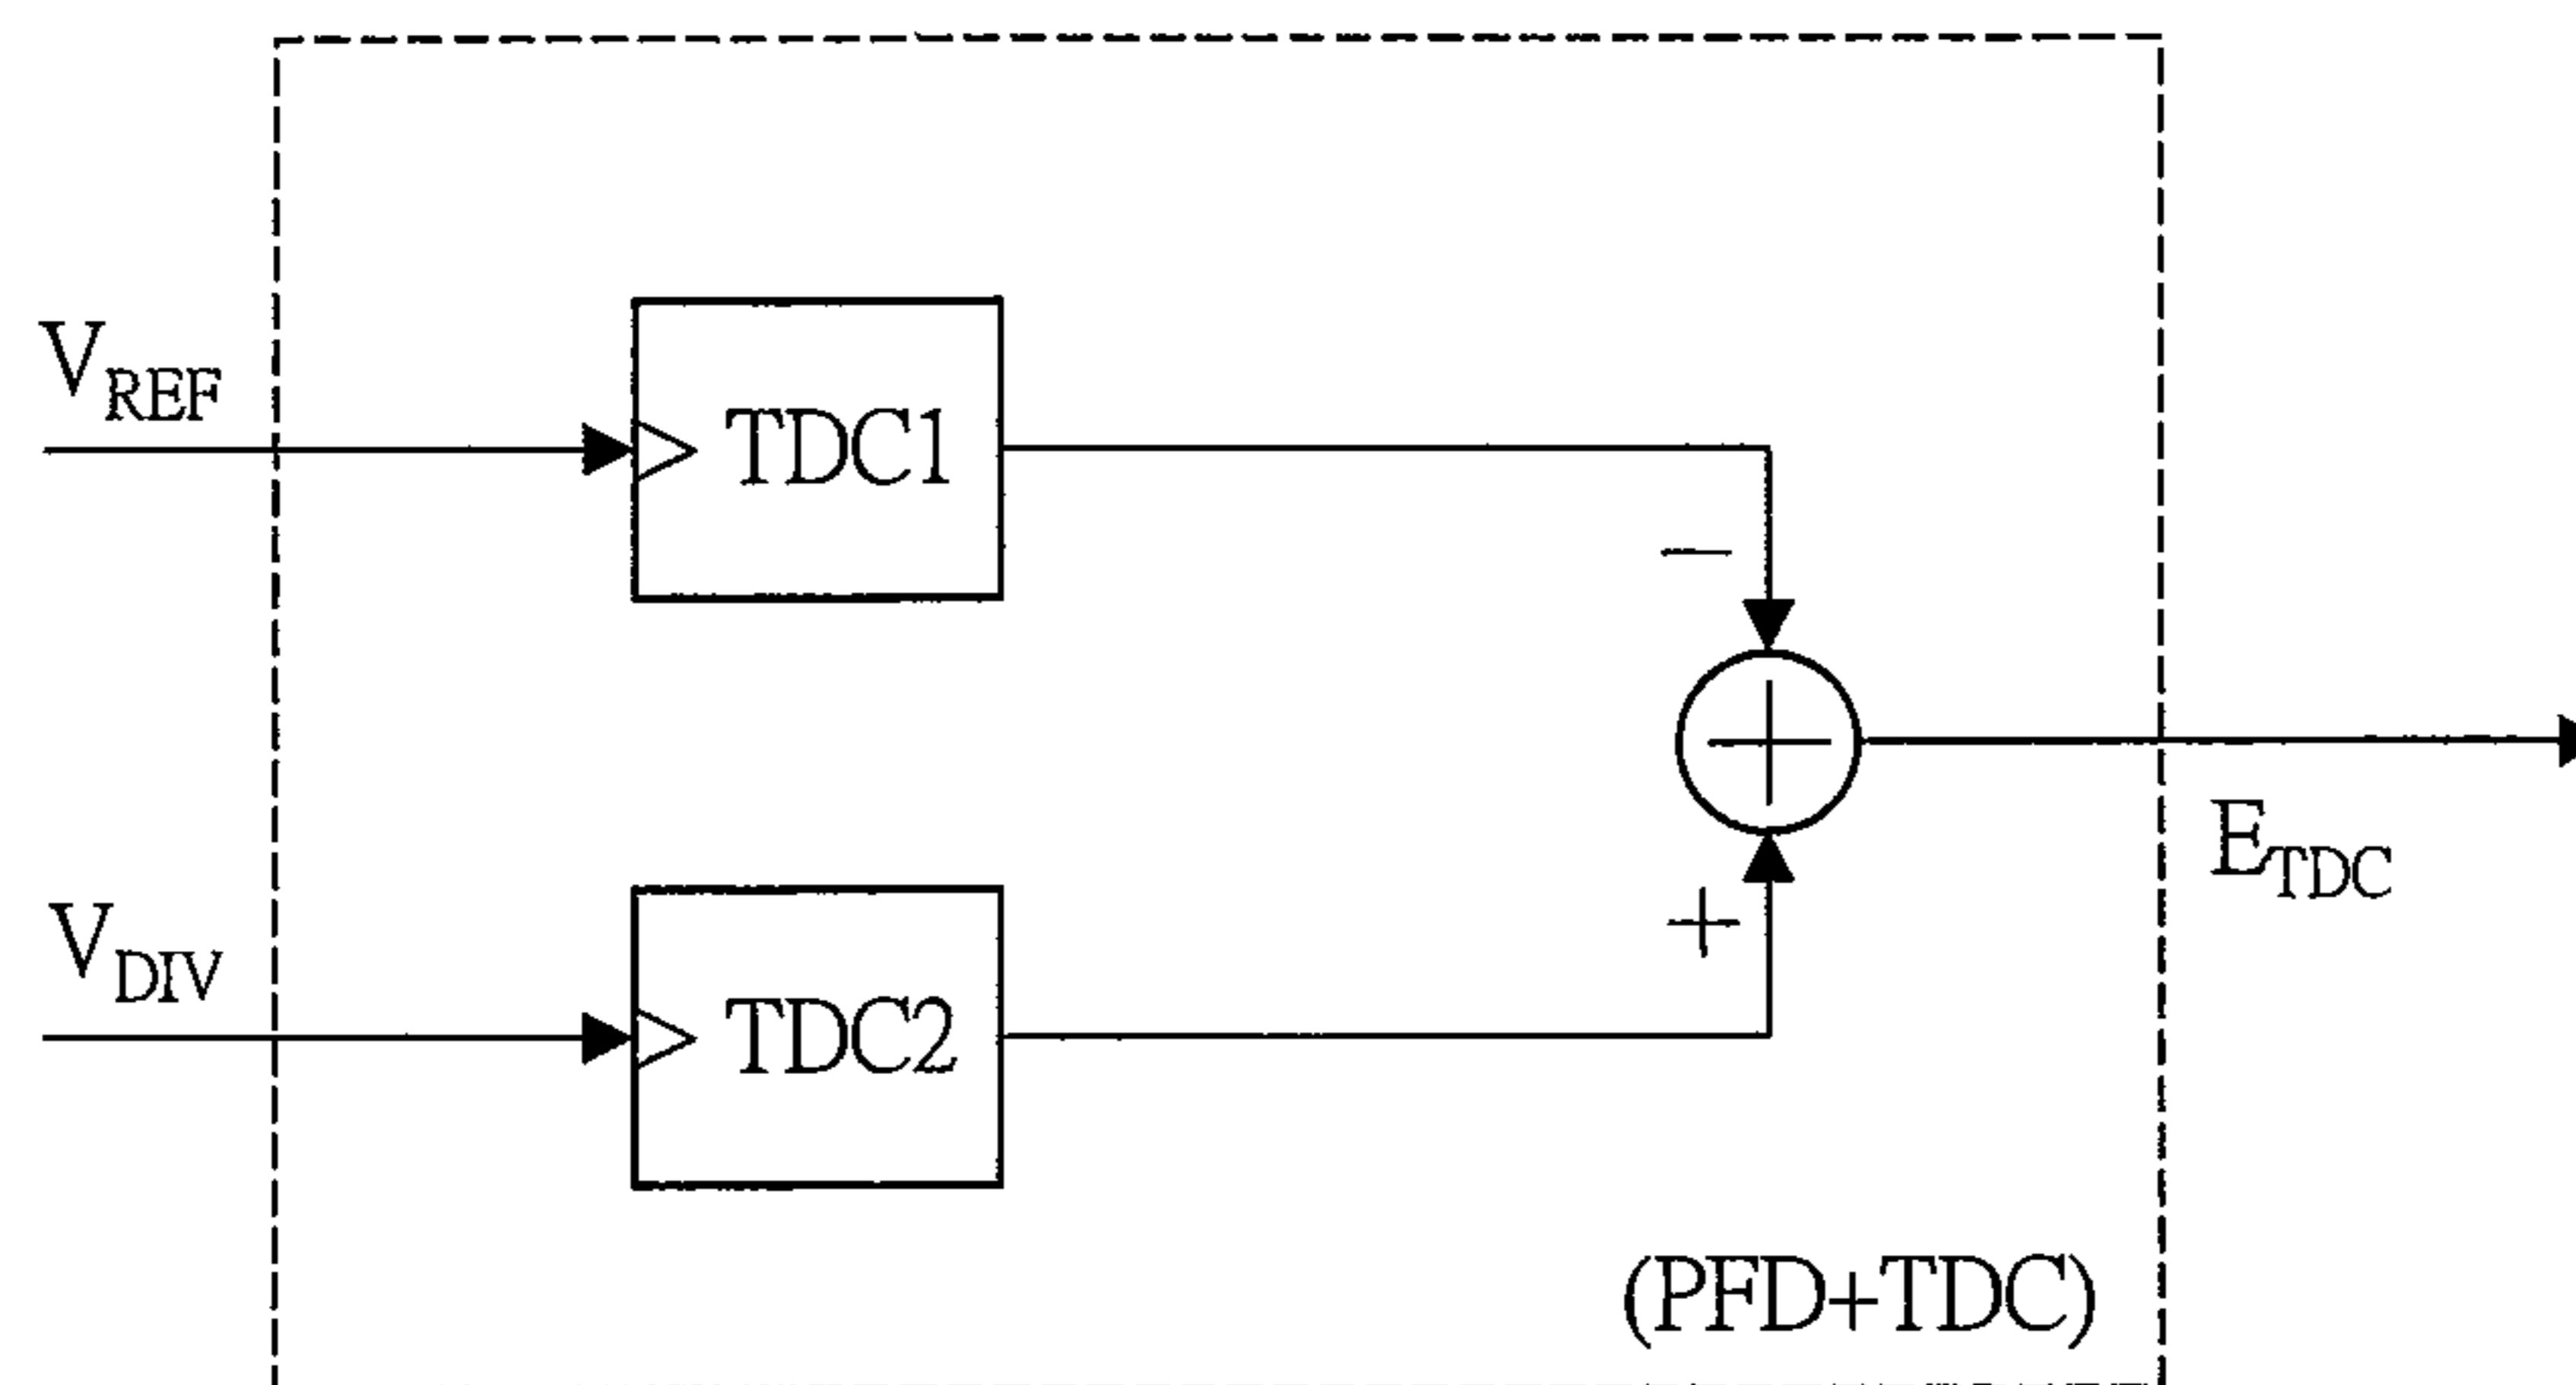 V_REF
TDC1
−
E_TDC
V_DIV
+
TDC2
(PFD+TDC)